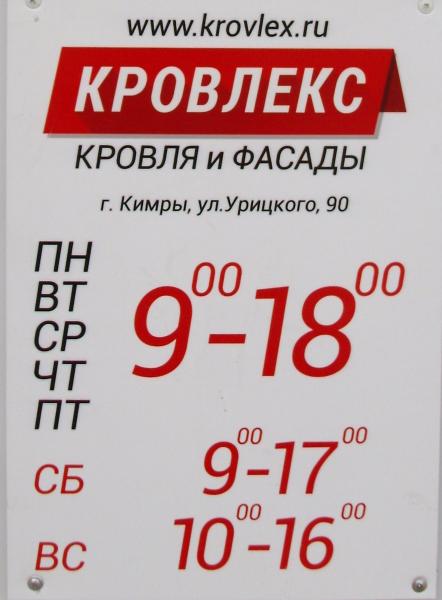 www.krovlex.ru
КРОВЛЕКС
КРОВЛЯ и ФАСАДЫ
г. Кимры, ул.Урицкого, 90
ПН
ВТ
СР
ЧТ
ПТ
9⁰⁰-18⁰⁰
СБ 9⁰⁰-17⁰⁰
ВС 10⁰⁰-16⁰⁰